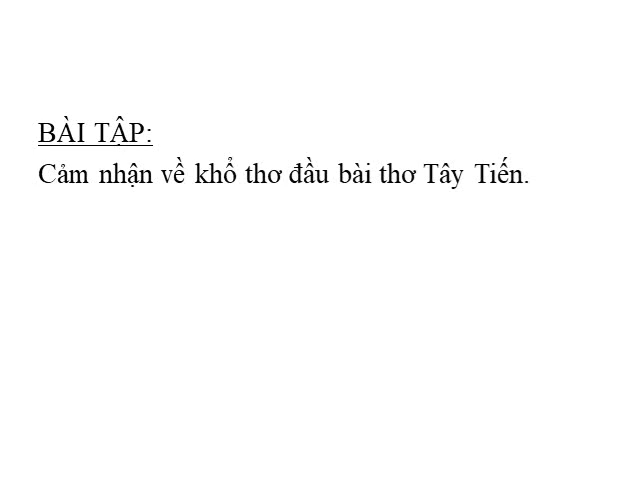 BÀI TẬP:
Cảm nhận về khổ thơ đầu bài thơ Tây Tiến.